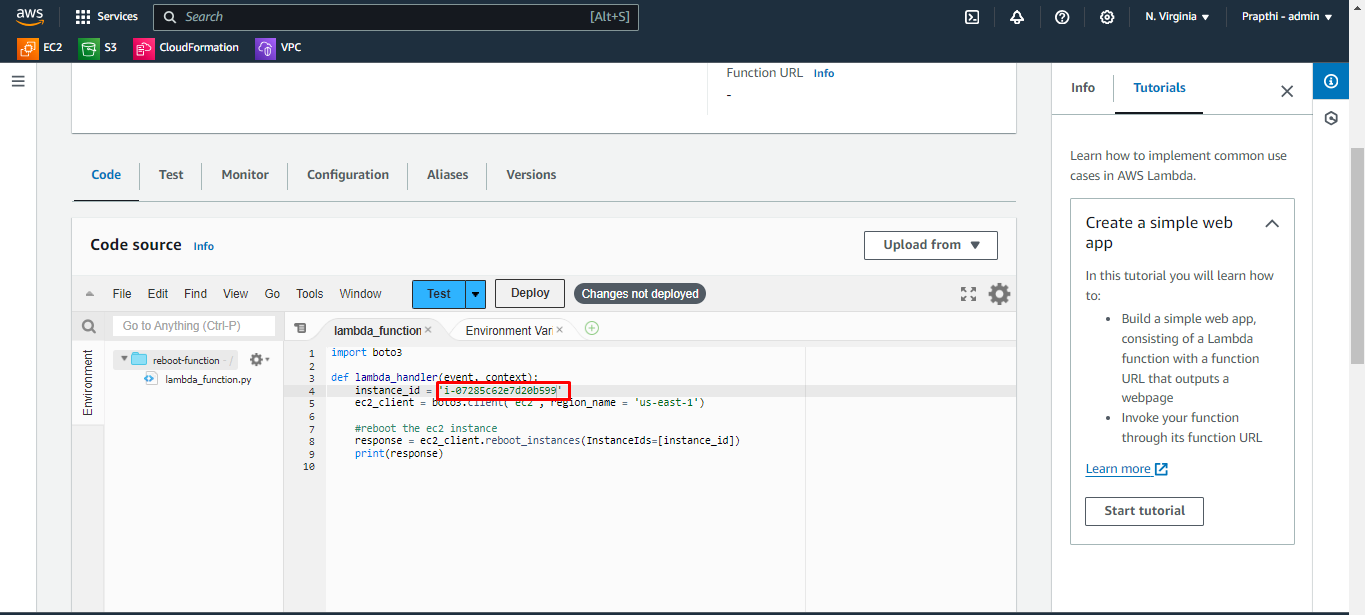 aws Services Search [Alt+S] N. Virginia Prapthi - admin
EC2 S3 CloudFormation VPC
Function URL Info
-
Info Tutorials
Learn how to implement common use
cases in AWS Lambda.
Create a simple web
app
In this tutorial you will learn how
to:
• Build a simple web app,
consisting of a Lambda
function with a function
URL that outputs a
webpage
• Invoke your function
through its function URL
Learn more
Start tutorial
Code Test Monitor Configuration Aliases Versions
Code source Info
Upload from
File Edit Find View Go Tools Window Test Deploy Changes not deployed
Go to Anything (Ctrl-P)
Environment
reboot-function - /
lambda_function.py
lambda_function Environment Vari
1 import boto3
2
3 def lambda_handler(event, context):
4 instance_id = 'i-07285c62e7d20b599'
5 ec2_client = boto3.client('ec2', region_name = 'us-east-1')
6
7 #reboot the ec2 instance
8 response = ec2_client.reboot_instances(InstanceIds=[instance_id])
9 print(response)
10